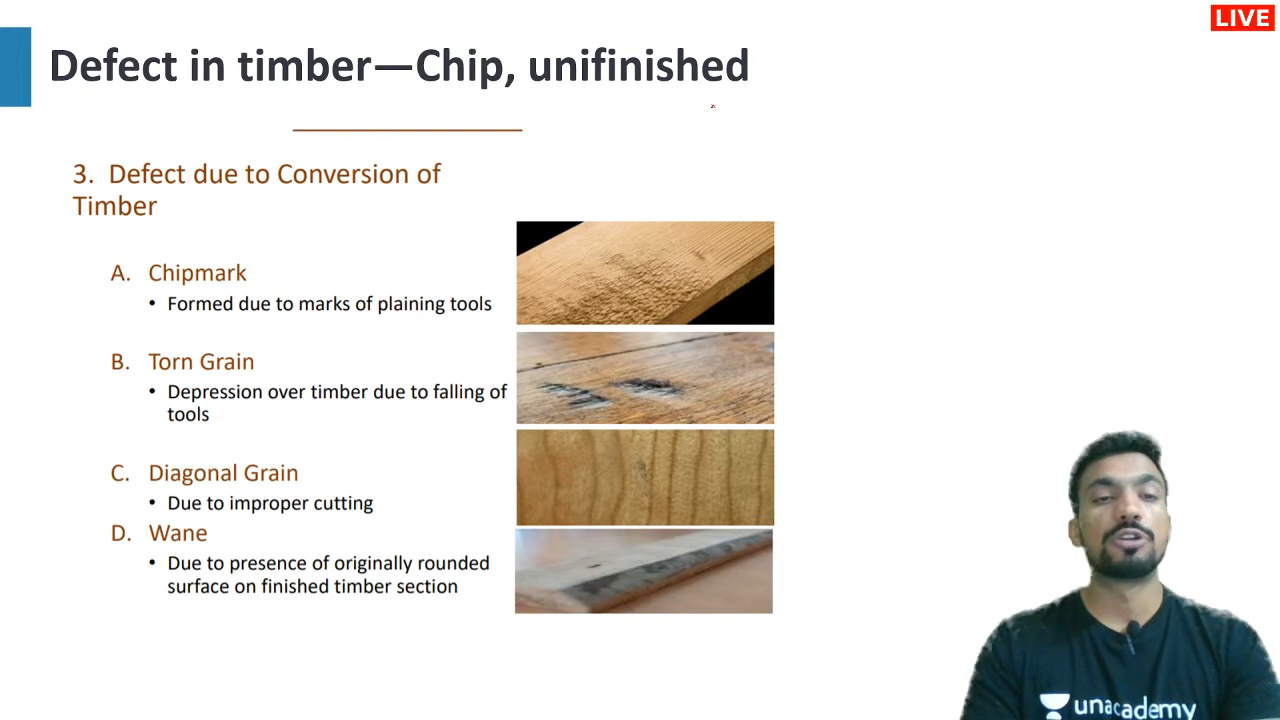 LIVE
Defect in timber—Chip, unifinished
3. Defect due to Conversion of
Timber
A. Chipmark
• Formed due to marks of plaining tools
B. Torn Grain
• Depression over timber due to falling of
tools
C. Diagonal Grain
• Due to improper cutting
D. Wane
• Due to presence of originally rounded
surface on finished timber section
unacademy